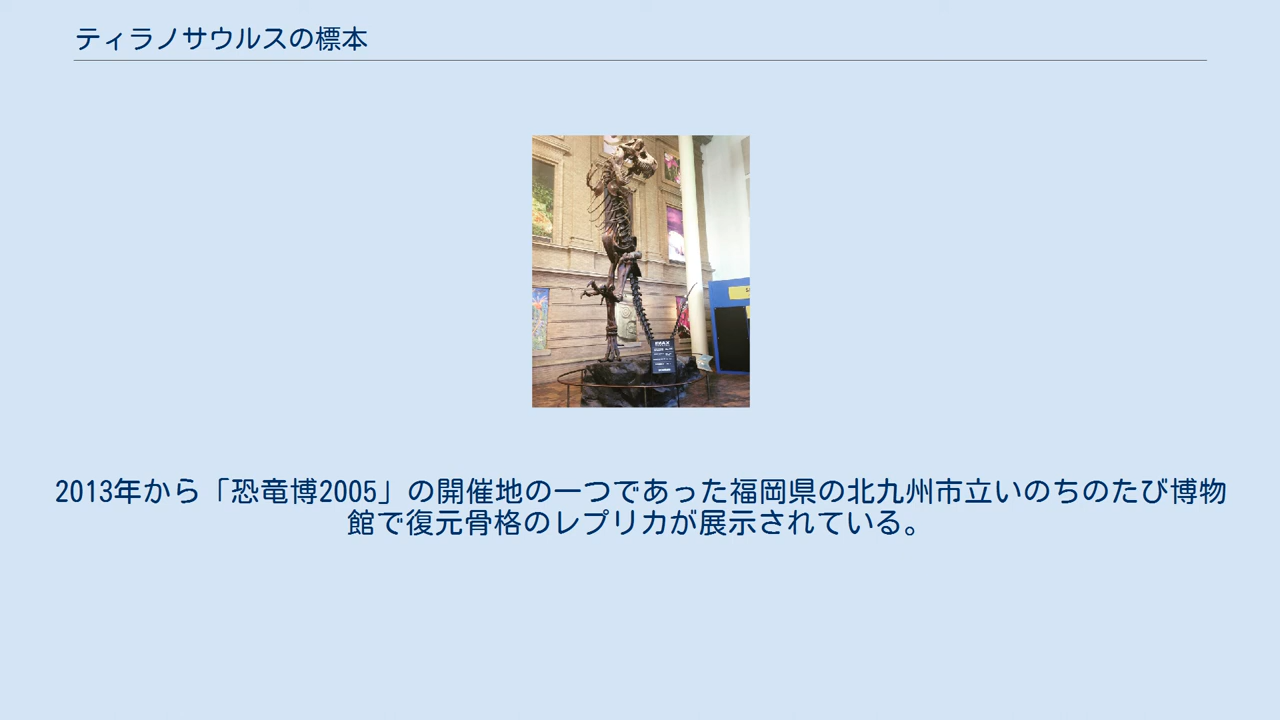 ティラノサウルスの標本
2013年から「恐竜博2005」の開催地の一つであった福岡県の北九州市立いのちのたび博物
館で復元骨格のレプリカが展示されている。